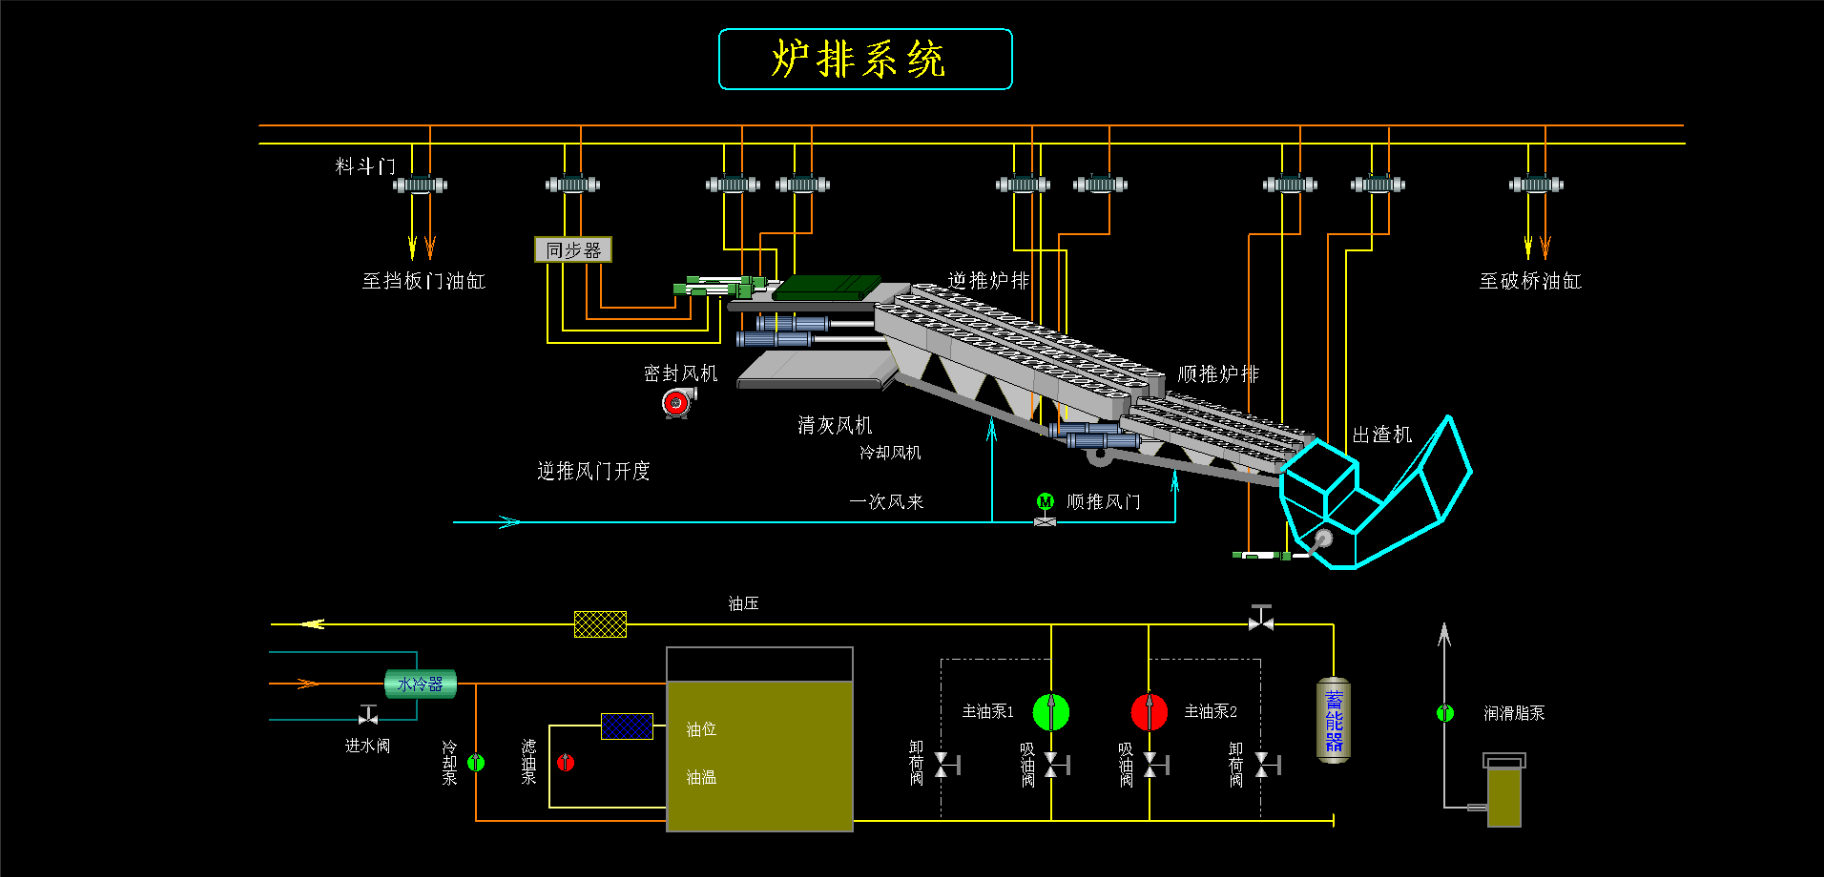 炉排系统
料斗门
同步器
至挡板门油缸
逆推炉排
至破桥油缸
密封风机
顺推炉排
清灰风机
出渣机
冷却风机
逆推风门开度
一次风来
M
顺推风门
油压
水冷器
进水阀
冷却泵
滤油泵
油位
油温
主油泵1
主油泵2
卸荷阀
吸油阀
吸油阀
卸荷阀
蓄能器
润滑脂泵